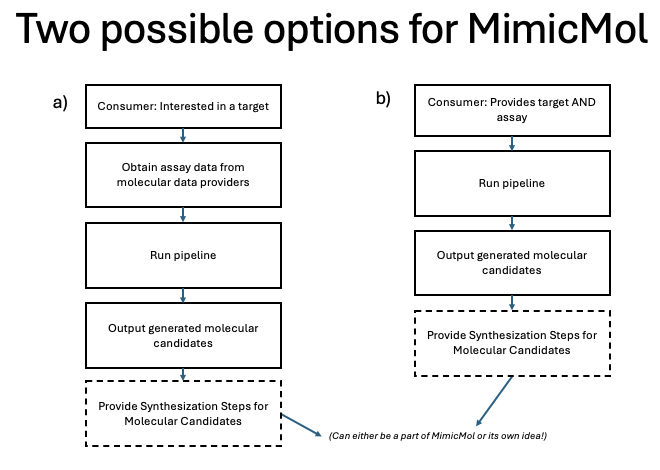 Two possible options for MimicMol
a)
Consumer: Interested in a target
Obtain assay data from
molecular data providers
Run pipeline
Output generated molecular
candidates
Provide Synthesization Steps for
Molecular Candidates
b)
Consumer: Provides target AND
assay
Run pipeline
Output generated molecular
candidates
Provide Synthesization Steps for
Molecular Candidates
(Can either be a part of MimicMol or its own idea!)